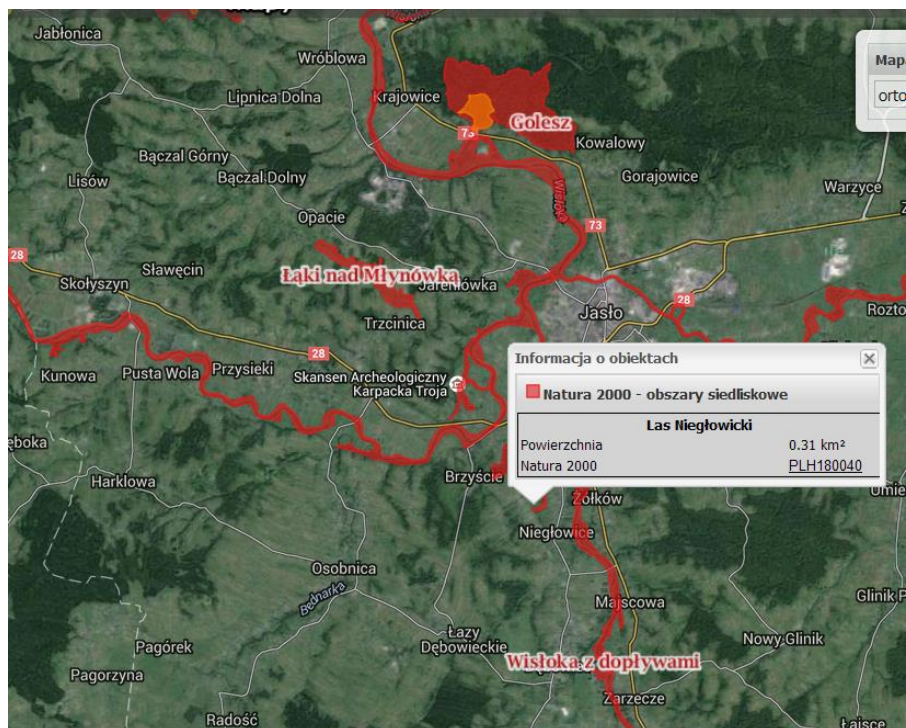 Jabłonica
Wróblowa
Lipnica Dolna
Krajowice
Mapa
orto
73
Golesz
Kowalowy
Bączal Górny
Lisów
Bączal Dolny
Gorajowice
Warzyce
Wisłoka
Opacie
73
28
Sławęcin
Skołyszyn
Łąki nad Młynówką
Jareniówka
28
Jasło
Trzcinica
28
Kunowa
Pusta Wola
Przysieki
Skansen Archeologiczny
Karpacka Troja
Informacja o obiektach
Natura 2000 - obszary siedliskowe
Las Niegłowicki
Powierzchnia 0.31 km²
Natura 2000 PLH180040
Harklowa
Brzyście
Żółków
Niegłowice
Osobnica
Bednarka
Majscowa
Glinik P
Łazy
Dębowieckie
Nowy Glinik
Pagórek
Wisłoka z dopływami
Pagorzyna
Zarzecze
Radość
Łajsce